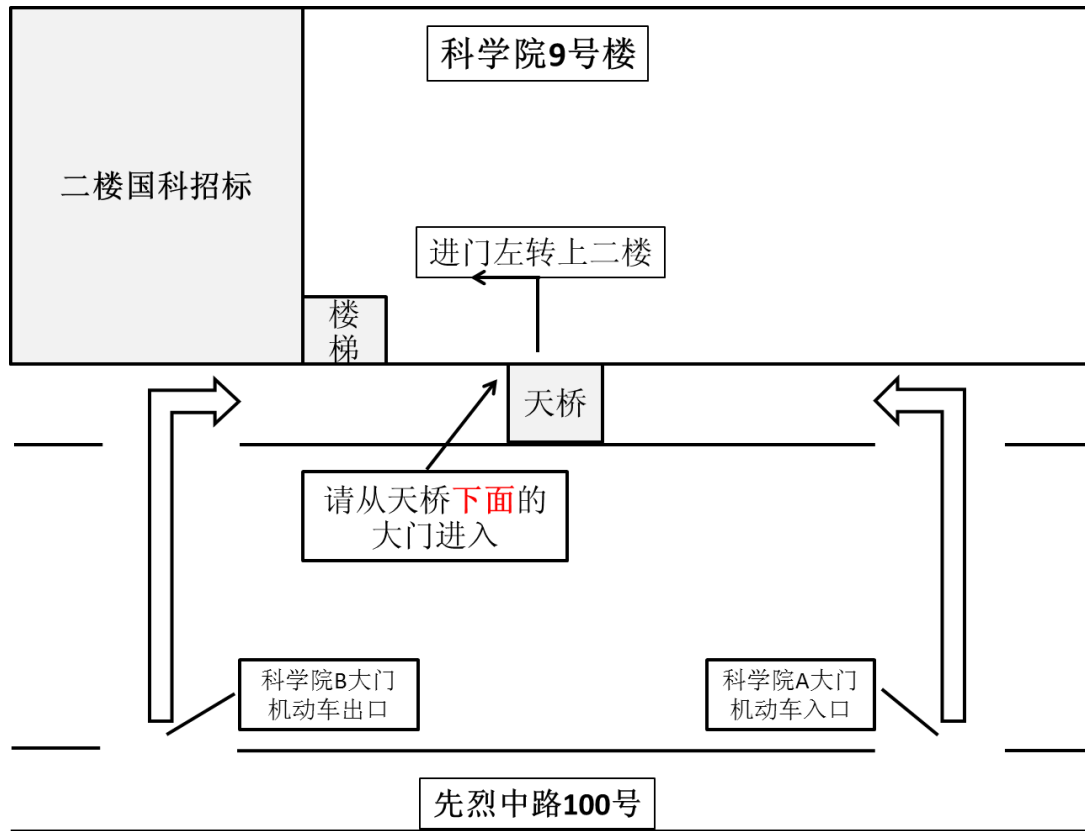 科学院9号楼
二楼国科招标
进门左转上二楼
楼
梯
天桥
请从天桥下面的
大门进入
科学院B大门
机动车出口
科学院A大门
机动车入口
先烈中路100号